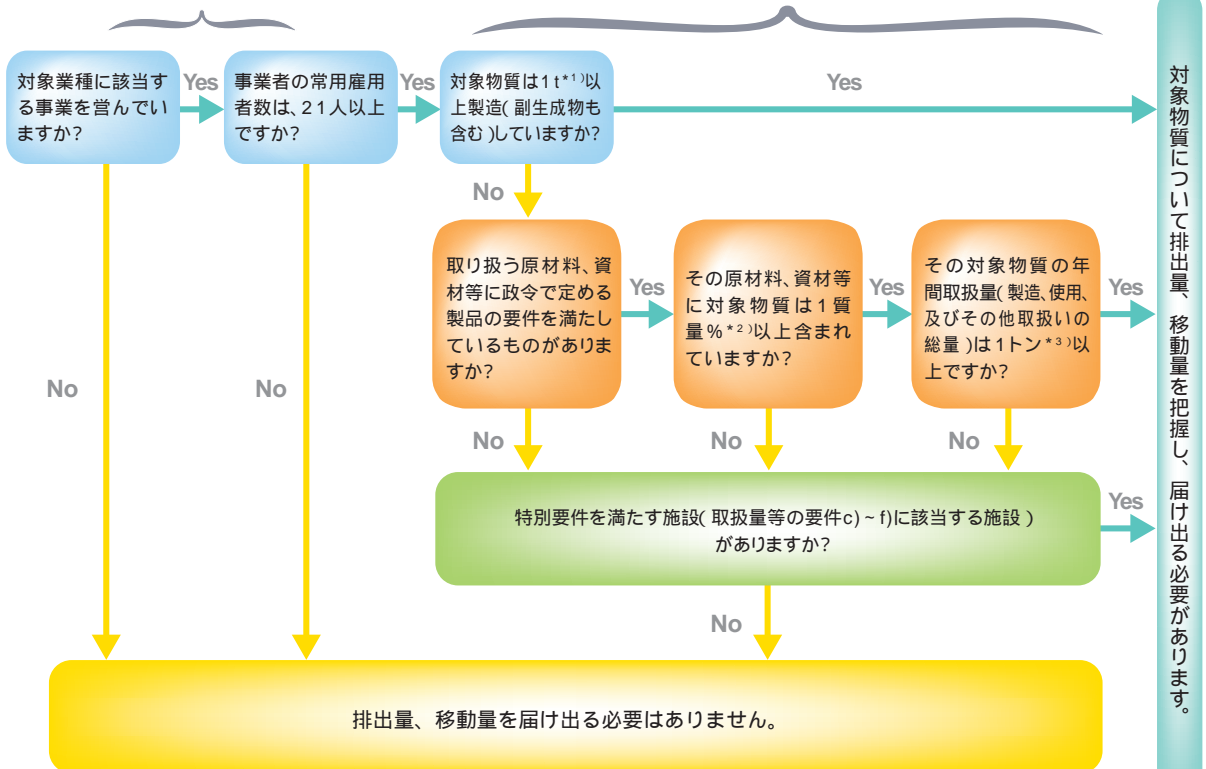 対象業種に該当す
る事業を営んでい
ますか?
Yes
事業者の常用雇用
者数は、21人以上
ですか?
Yes
対象物質は1t*1)以
上製造(副生成物も
含む)していますか?
Yes
No
取り扱う原材料、資
材等に政令で定める
製品の要件を満たし
ているものがありま
すか?
Yes
その原材料、資材等
に対象物質は1質
量%*2)以上含まれ
ていますか?
Yes
その対象物質の年
間取扱量(製造、使用、
及びその他取扱いの
総量)は1トン*3)以
上ですか?
Yes
No
No
No
No
No
特別要件を満たす施設(取扱量等の要件c)~f)に該当する施設)
がありますか?
Yes
No
排出量、移動量を届け出る必要はありません。
対象物質について排出量、移動量を把握し、届け出る必要があります。